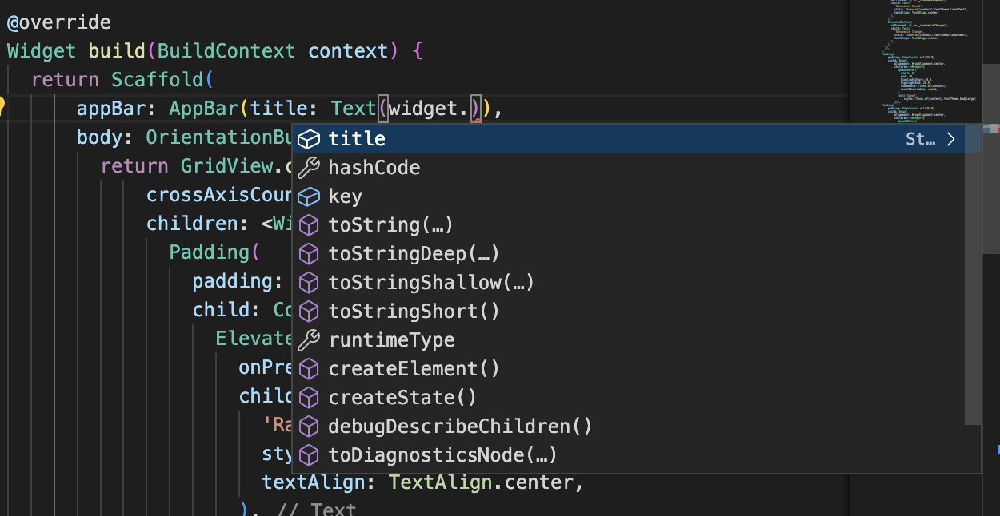 @override
Widget build(BuildContext context) {
return Scaffold(
appBar: AppBar(title: Text(widget.)),
body: OrientationBu
return GridView.c
crossAxisCoun
children: <Wi
Padding(
padding:
child: Co
Elevate
onPre
child
'Ra
sty
textAlign: TextAlign.center,
), // Text
title St… >
hashCode
key
toString(…)
toStringDeep(…)
toStringShallow(…)
toStringShort()
runtimeType
createElement()
createState()
debugDescribeChildren()
toDiagnosticsNode(…)